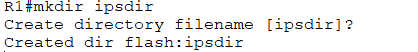 R1#mkdir ipsdir
Create directory filename [ipsdir]?
Created dir flash:ipsdir